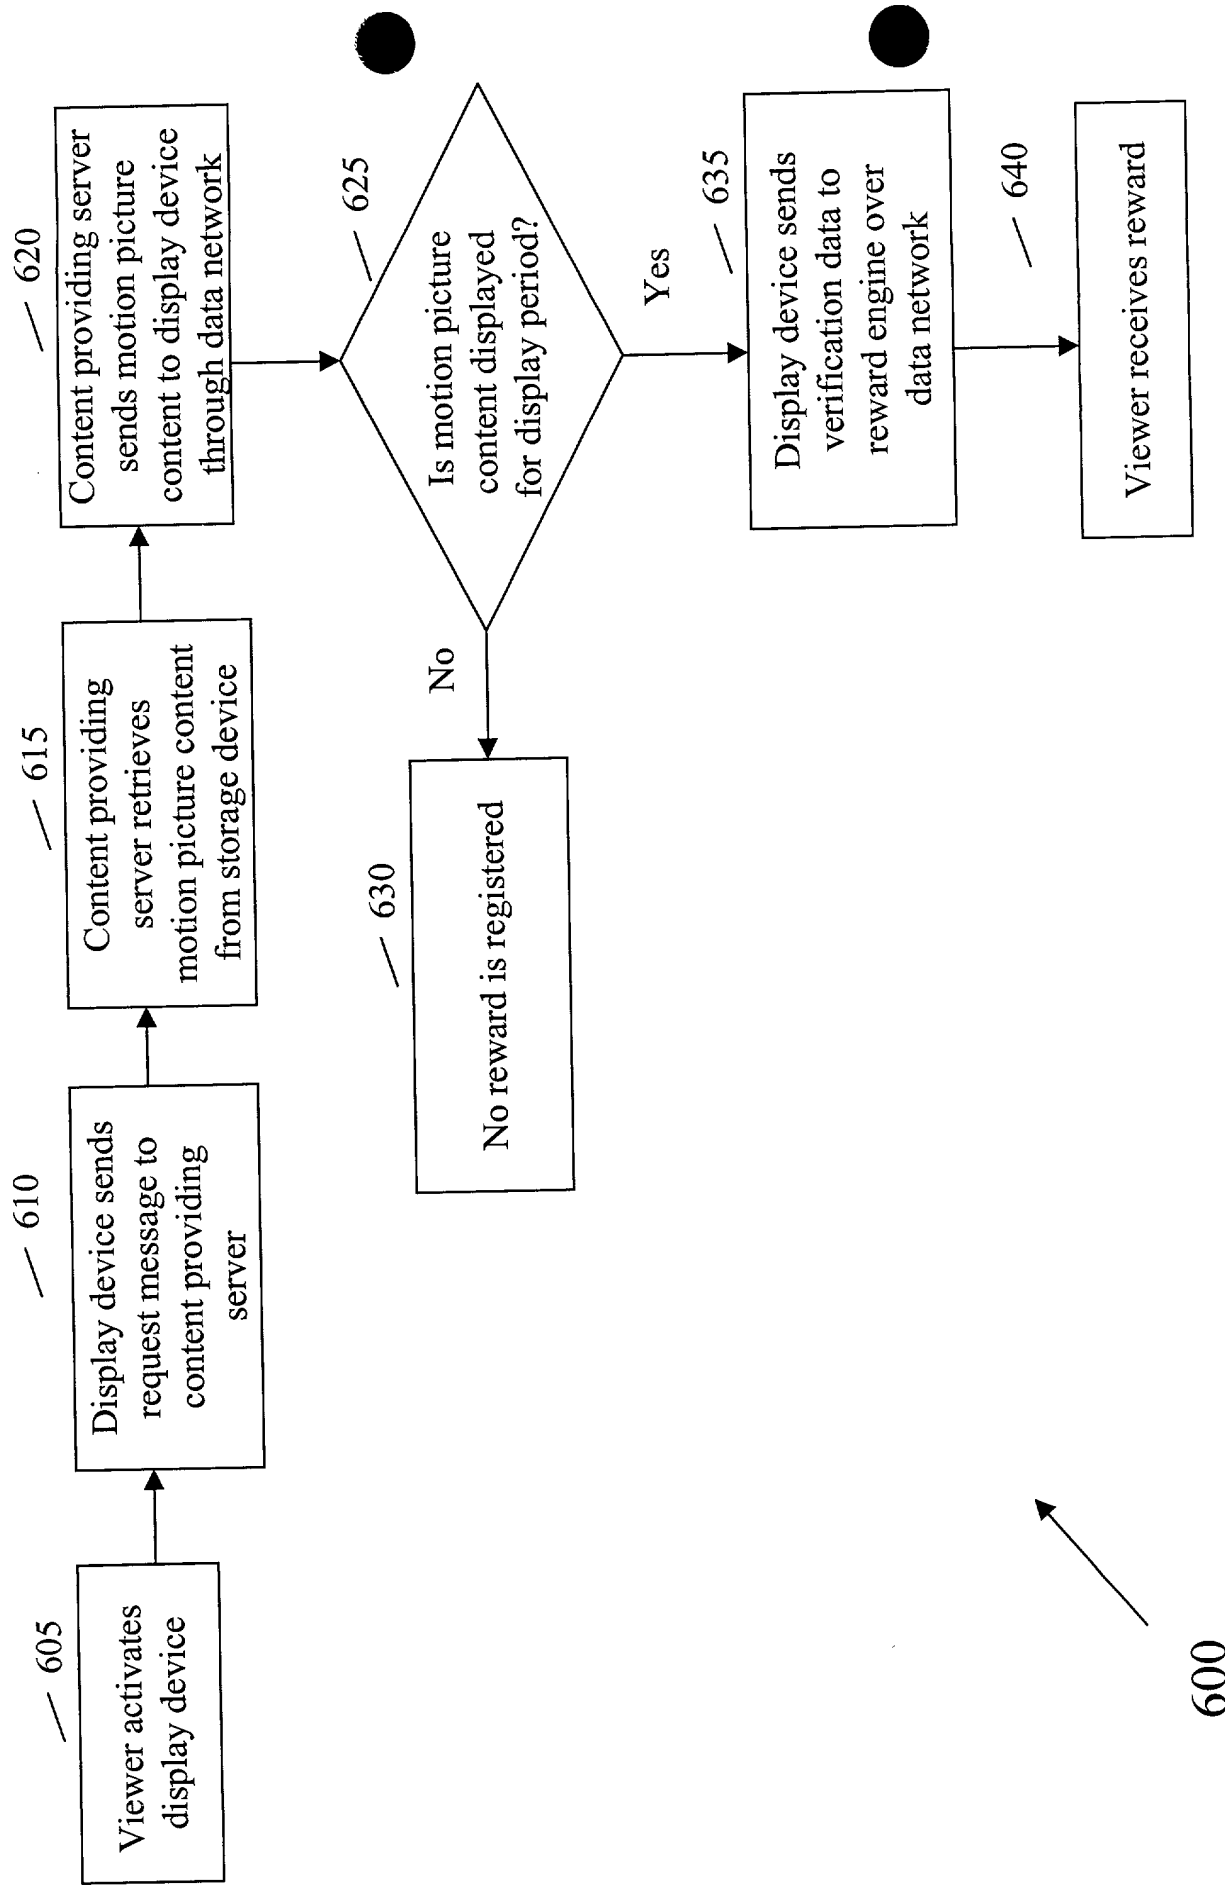 605
Viewer activates
display device
610
Display device sends
request message to
content providing
server
615
Content providing
server retrieves
motion picture content
from storage device
620
Content providing server
sends motion picture
content to display device
through data network
625
Is motion picture
content displayed
for display period?
No
630
No reward is registered
Yes
635
Display device sends
verification data to
reward engine over
data network
640
Viewer receives reward
600